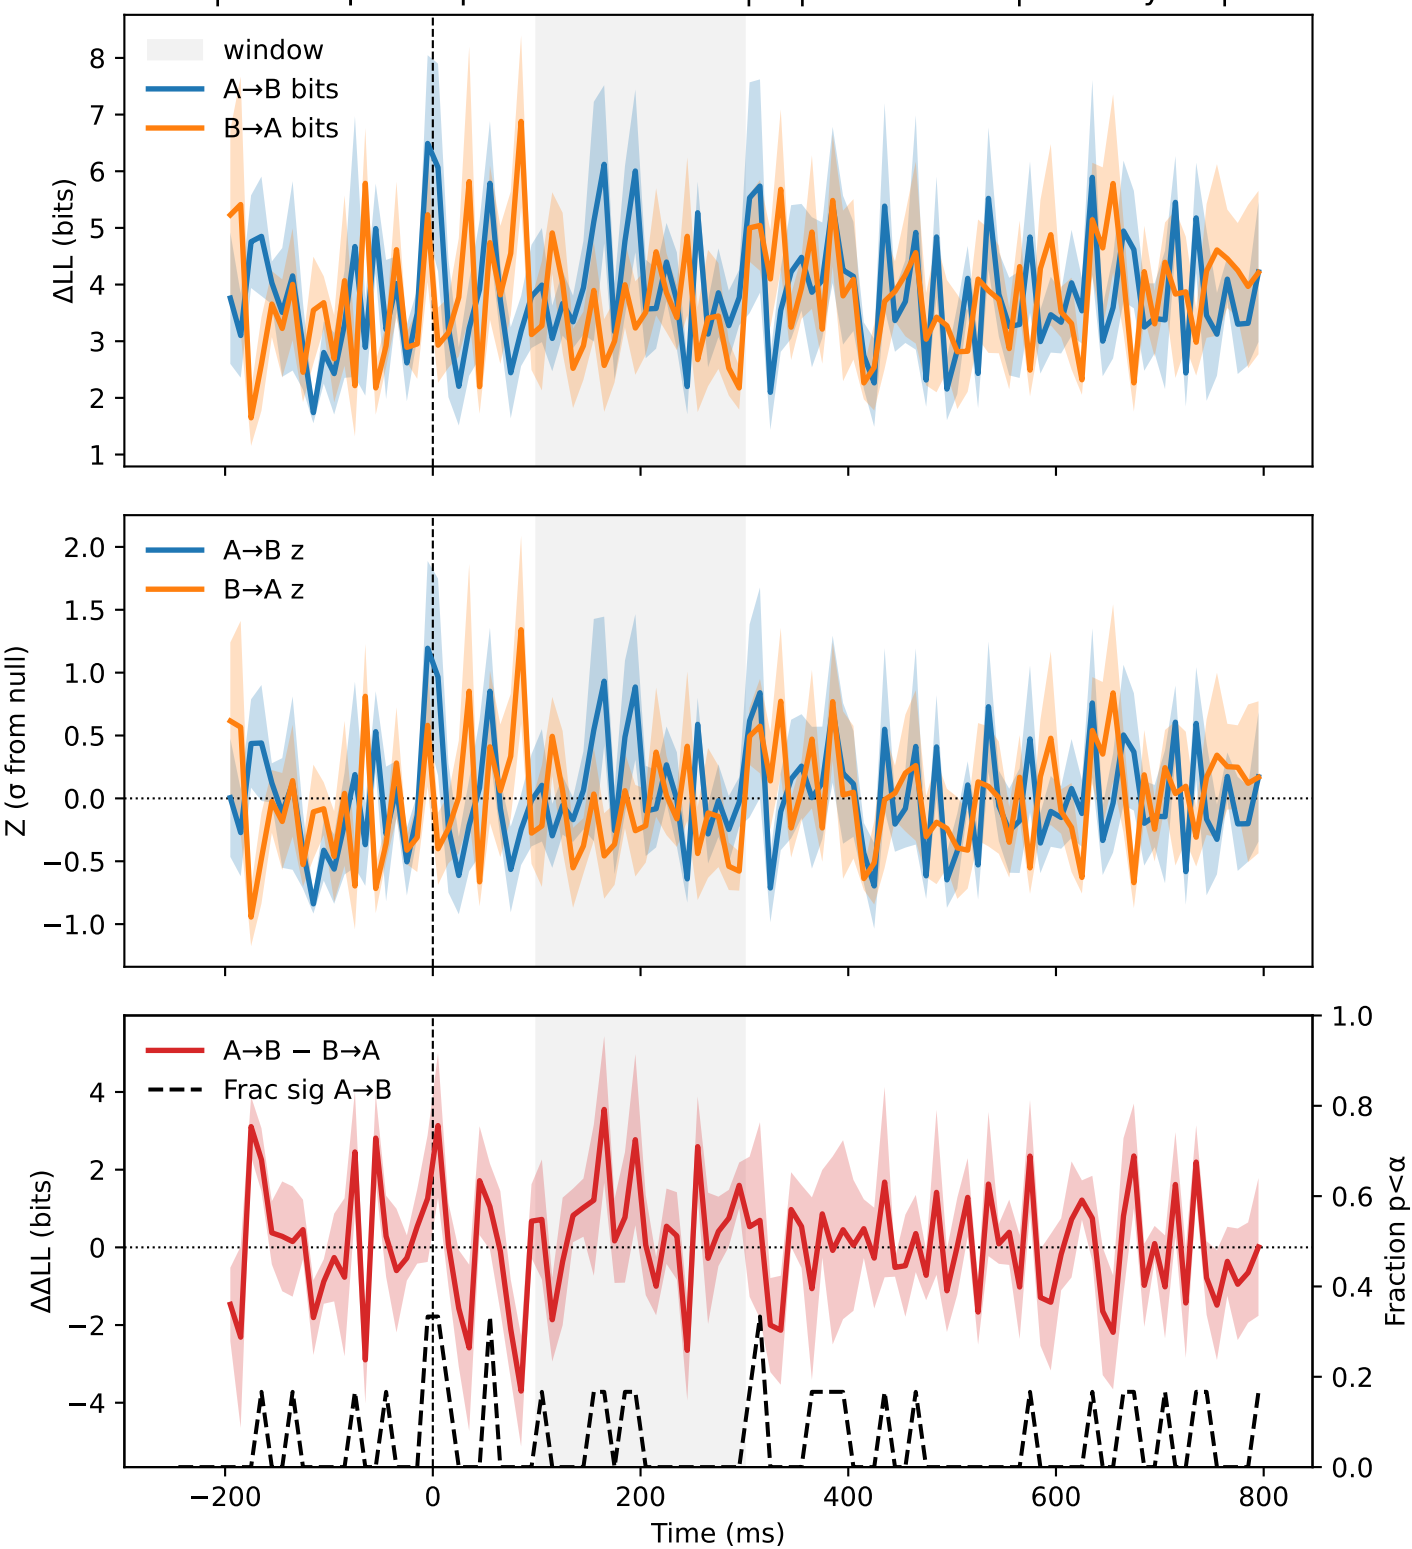 window
A→B bits
B→A bits
8
7
6
5
4
3
2
1
ΔLL (bits)
A→B z
B→A z
2.0
1.5
1.0
0.5
0.0
−0.5
−1.0
Z (σ from null)
A→B − B→A
Frac sig A→B
4
2
0
−2
−4
ΔΔLL (bits)
1.0
0.8
0.6
0.4
0.2
0.0
Fraction p<α
−200 0 200 400 600 800
Time (ms)